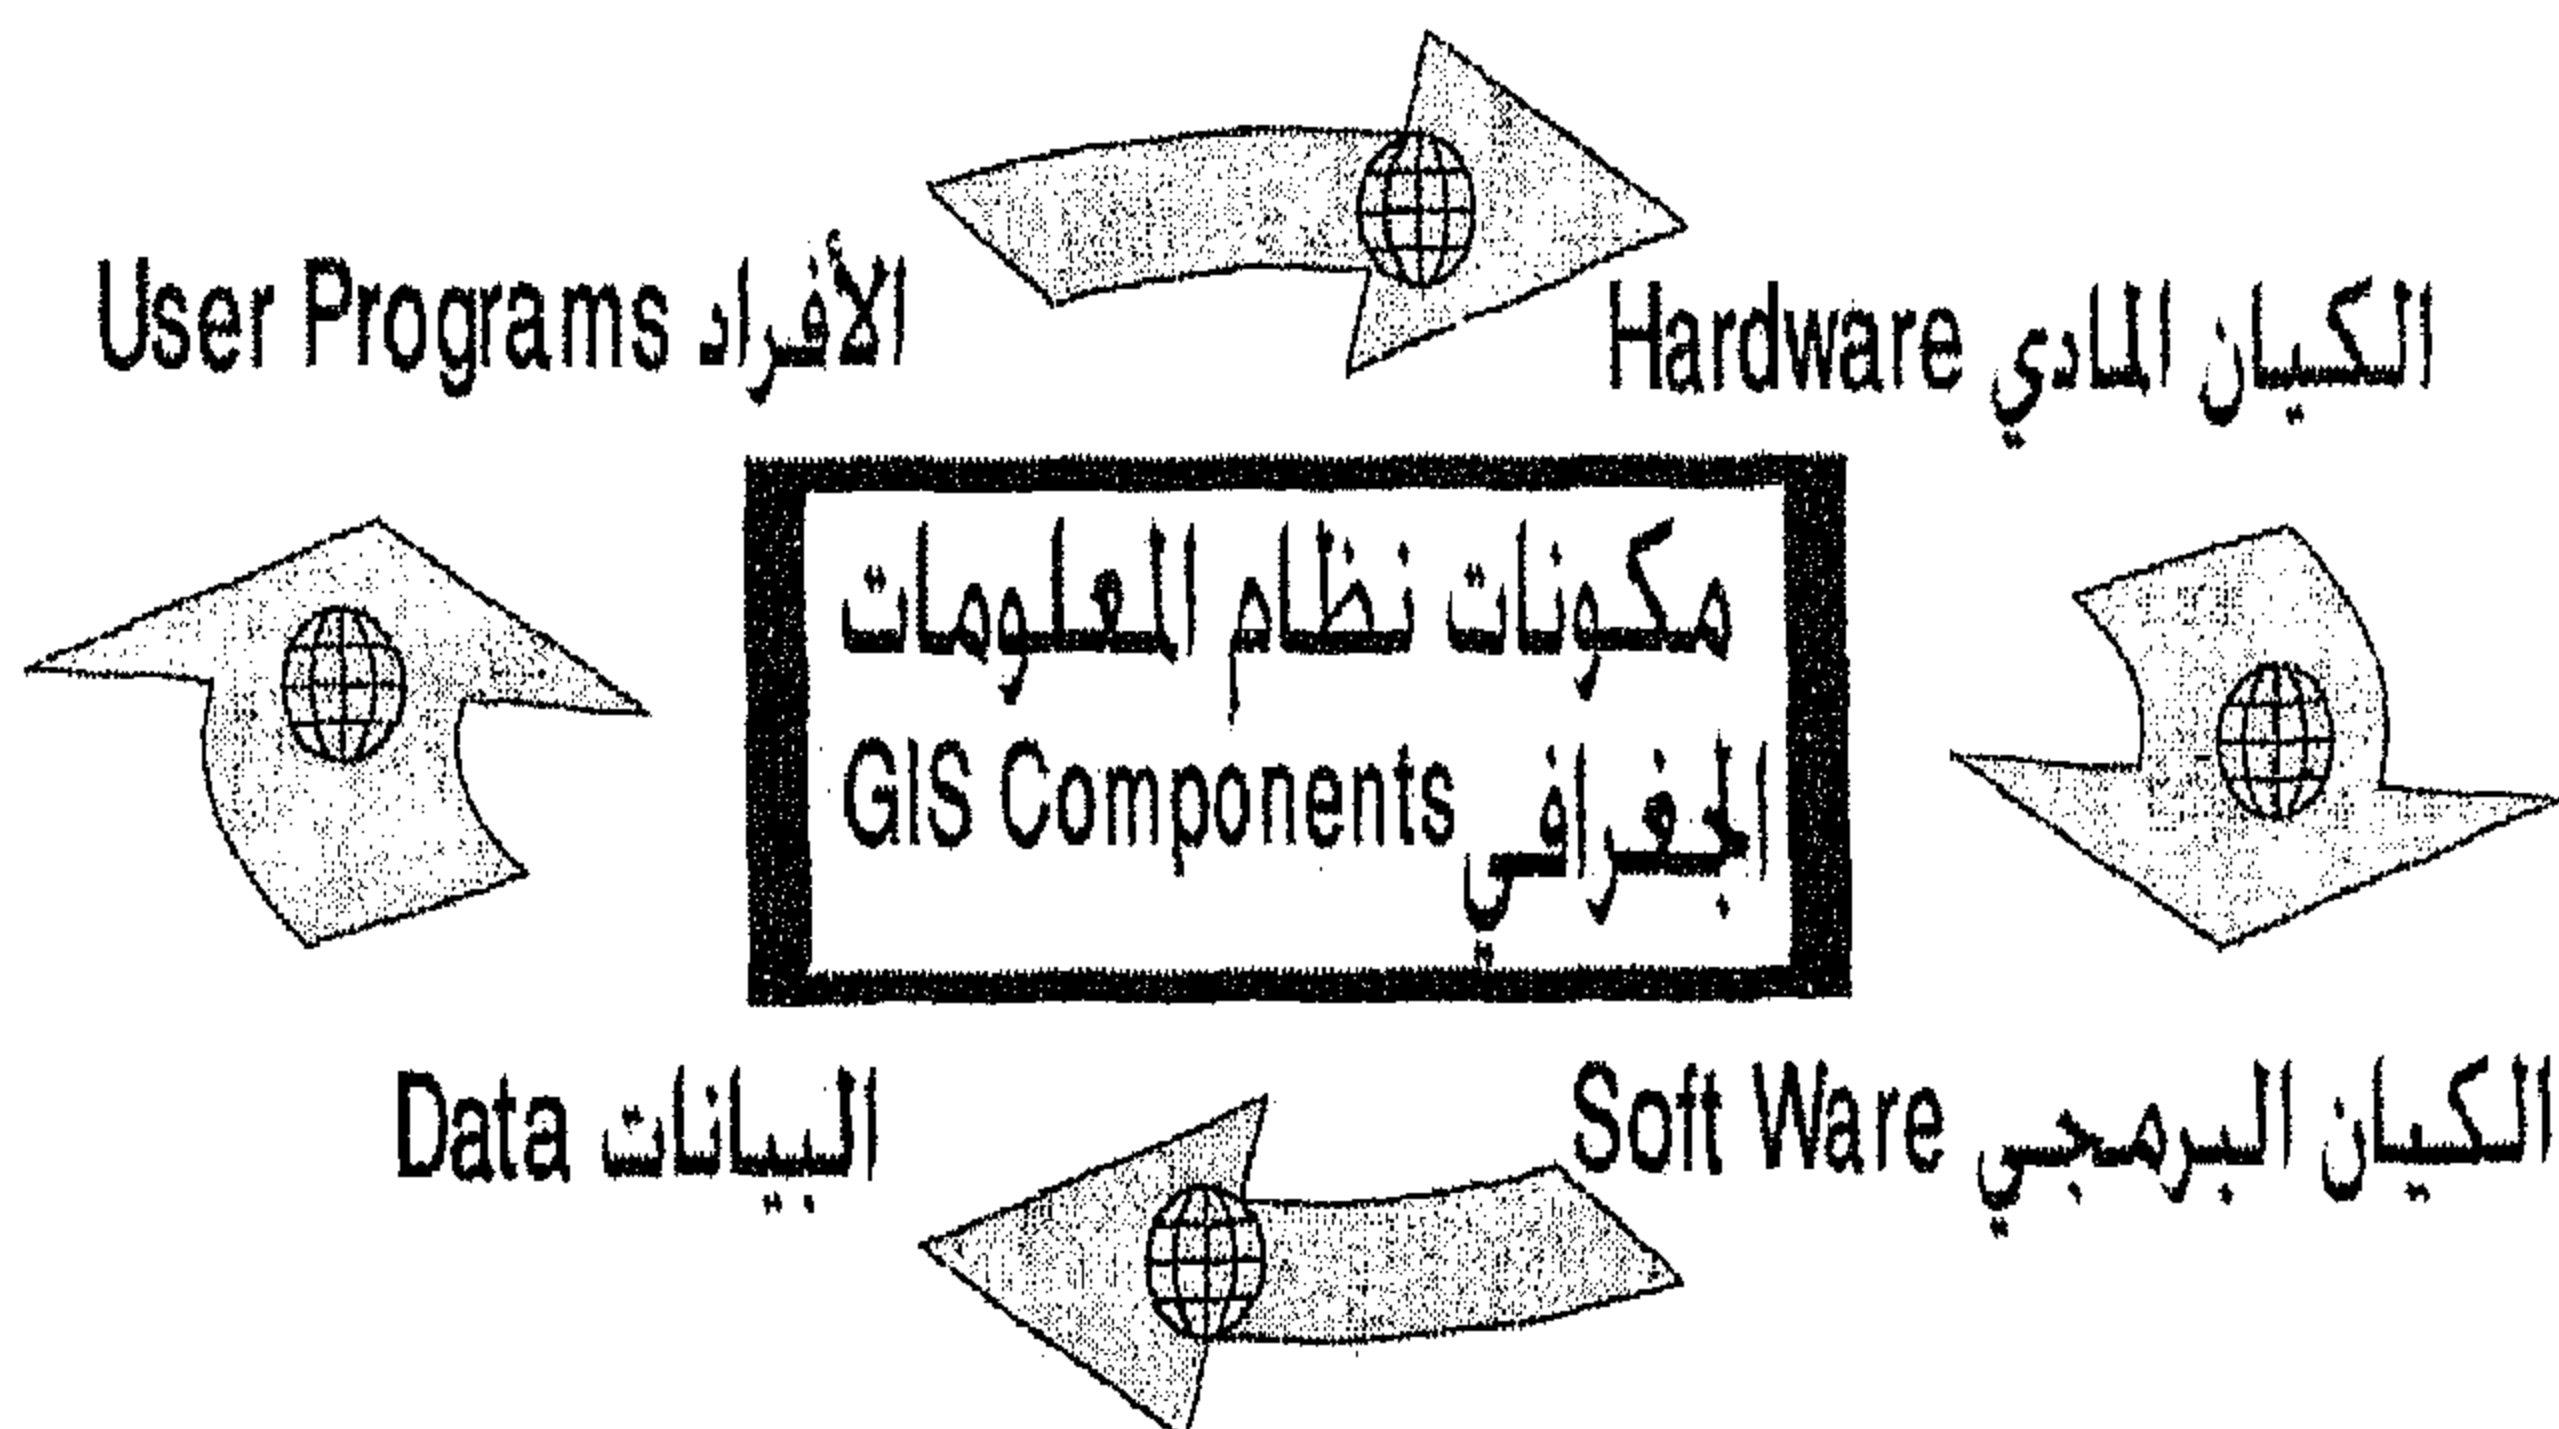 الأفراد User Programs
الكيان المادي Hardware
مكونات نظام المعلومات
الجغرافي GIS Components
البيانات Data
الكيان البرمجي Soft Ware